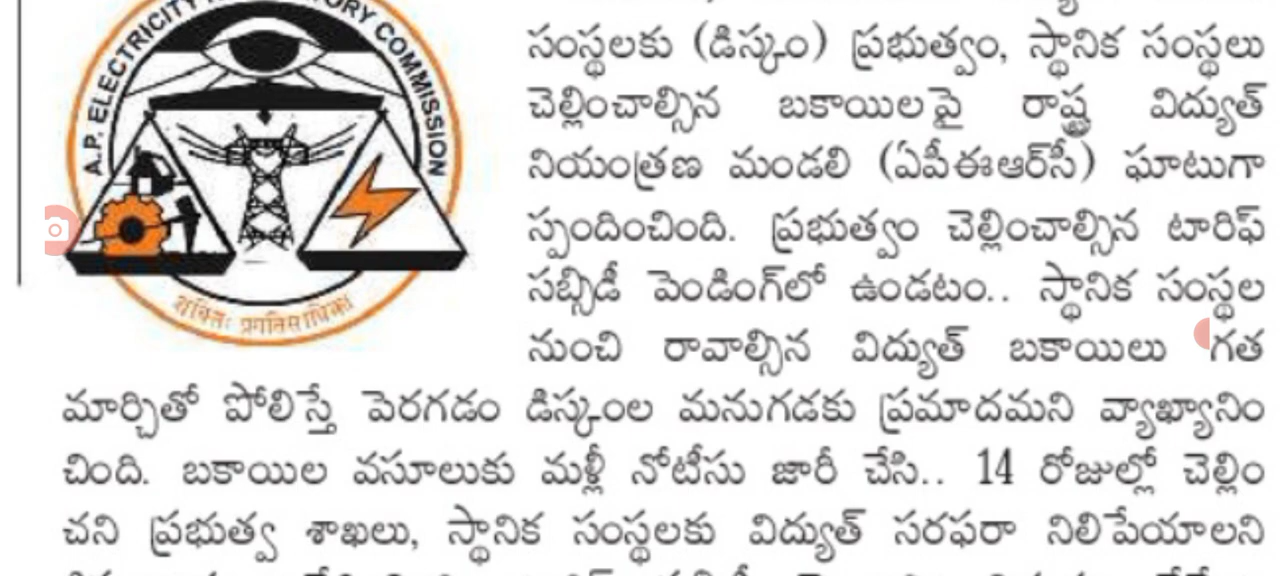 A.P. ELECTRICITY COMMISSION
సంస్థలకు (డిస్కం) ప్రభుత్వం, స్థానిక సంస్థలు
చెల్లించాల్సిన బకాయిలపై రాష్ట్ర విద్యుత్
నియంత్రణ మండలి (ఏపీఈఆర్‌సీ) ఘాటుగా
స్పందించింది. ప్రభుత్వం చెల్లించాల్సిన టారిఫ్
సబ్సిడీ పెండింగ్‌లో ఉండటం.. స్థానిక సంస్థల
నుంచి రావాల్సిన విద్యుత్ బకాయిలు గత
మార్చితో పోలిస్తే పెరగడం డిస్కంల మనుగడకు ప్రమాదమని వ్యాఖ్యానిం
చింది. బకాయిల వసూలుకు మళ్లీ నోటీసు జారీ చేసి.. 14 రోజుల్లో చెల్లిం
చని ప్రభుత్వ శాఖలు, స్థానిక సంస్థలకు విద్యుత్ సరఫరా నిలిపేయాలని